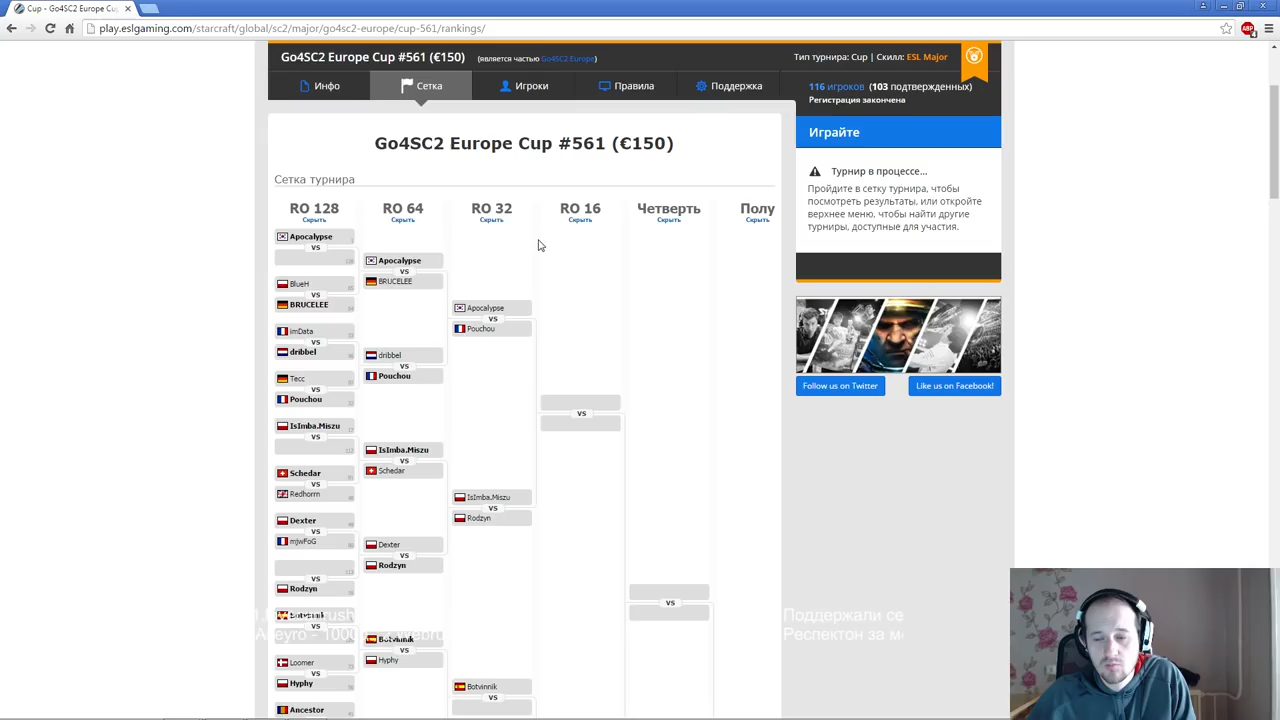 Cup - Go4SC2 Europe Cup
play.eslgaming.com/starcraft/global/sc2/major/go4sc2-europe/cup-561/rankings/
Go4SC2 Europe Cup #561 (€150) (является частью Go4SC2 Europe)
Тип турнира: Cup | Скилл: ESL Major
Инфо
Сетка
Игроки
Правила
Поддержка
116 игроков (103 подтвержденных)
Регистрация закончена
Играйте
Турнир в процессе...
Пройдите в сетку турнира, чтобы
посмотреть результаты, или откройте
верхнее меню, чтобы найти другие
турниры, доступные для участия.
Follow us on Twitter
Like us on Facebook!
Go4SC2 Europe Cup #561 (€150)
Сетка турнира
RO 128
Скрыть
RO 64
Скрыть
RO 32
Скрыть
RO 16
Скрыть
Четверть
Скрыть
Полу
Скрыть
Apocalypse
VS
BlueH
VS
BRUCELEE
imData
VS
dribbel
Tecc
VS
Pouchou
IsImba.Miszu
VS
Schedar
VS
Redhorrn
Dexter
VS
mjwFoG
VS
Rodzyn
Botvinnik
VS
Loomer
VS
Hyphy
Ancestor
Apocalypse
VS
BRUCELEE
dribbel
VS
Pouchou
IsImba.Miszu
VS
Schedar
Dexter
VS
Rodzyn
Botvinnik
VS
Hyphy
Apocalypse
VS
Pouchou
IsImba.Miszu
VS
Rodzyn
Botvinnik
VS
VS
VS
Поддержали се
Респектон за м